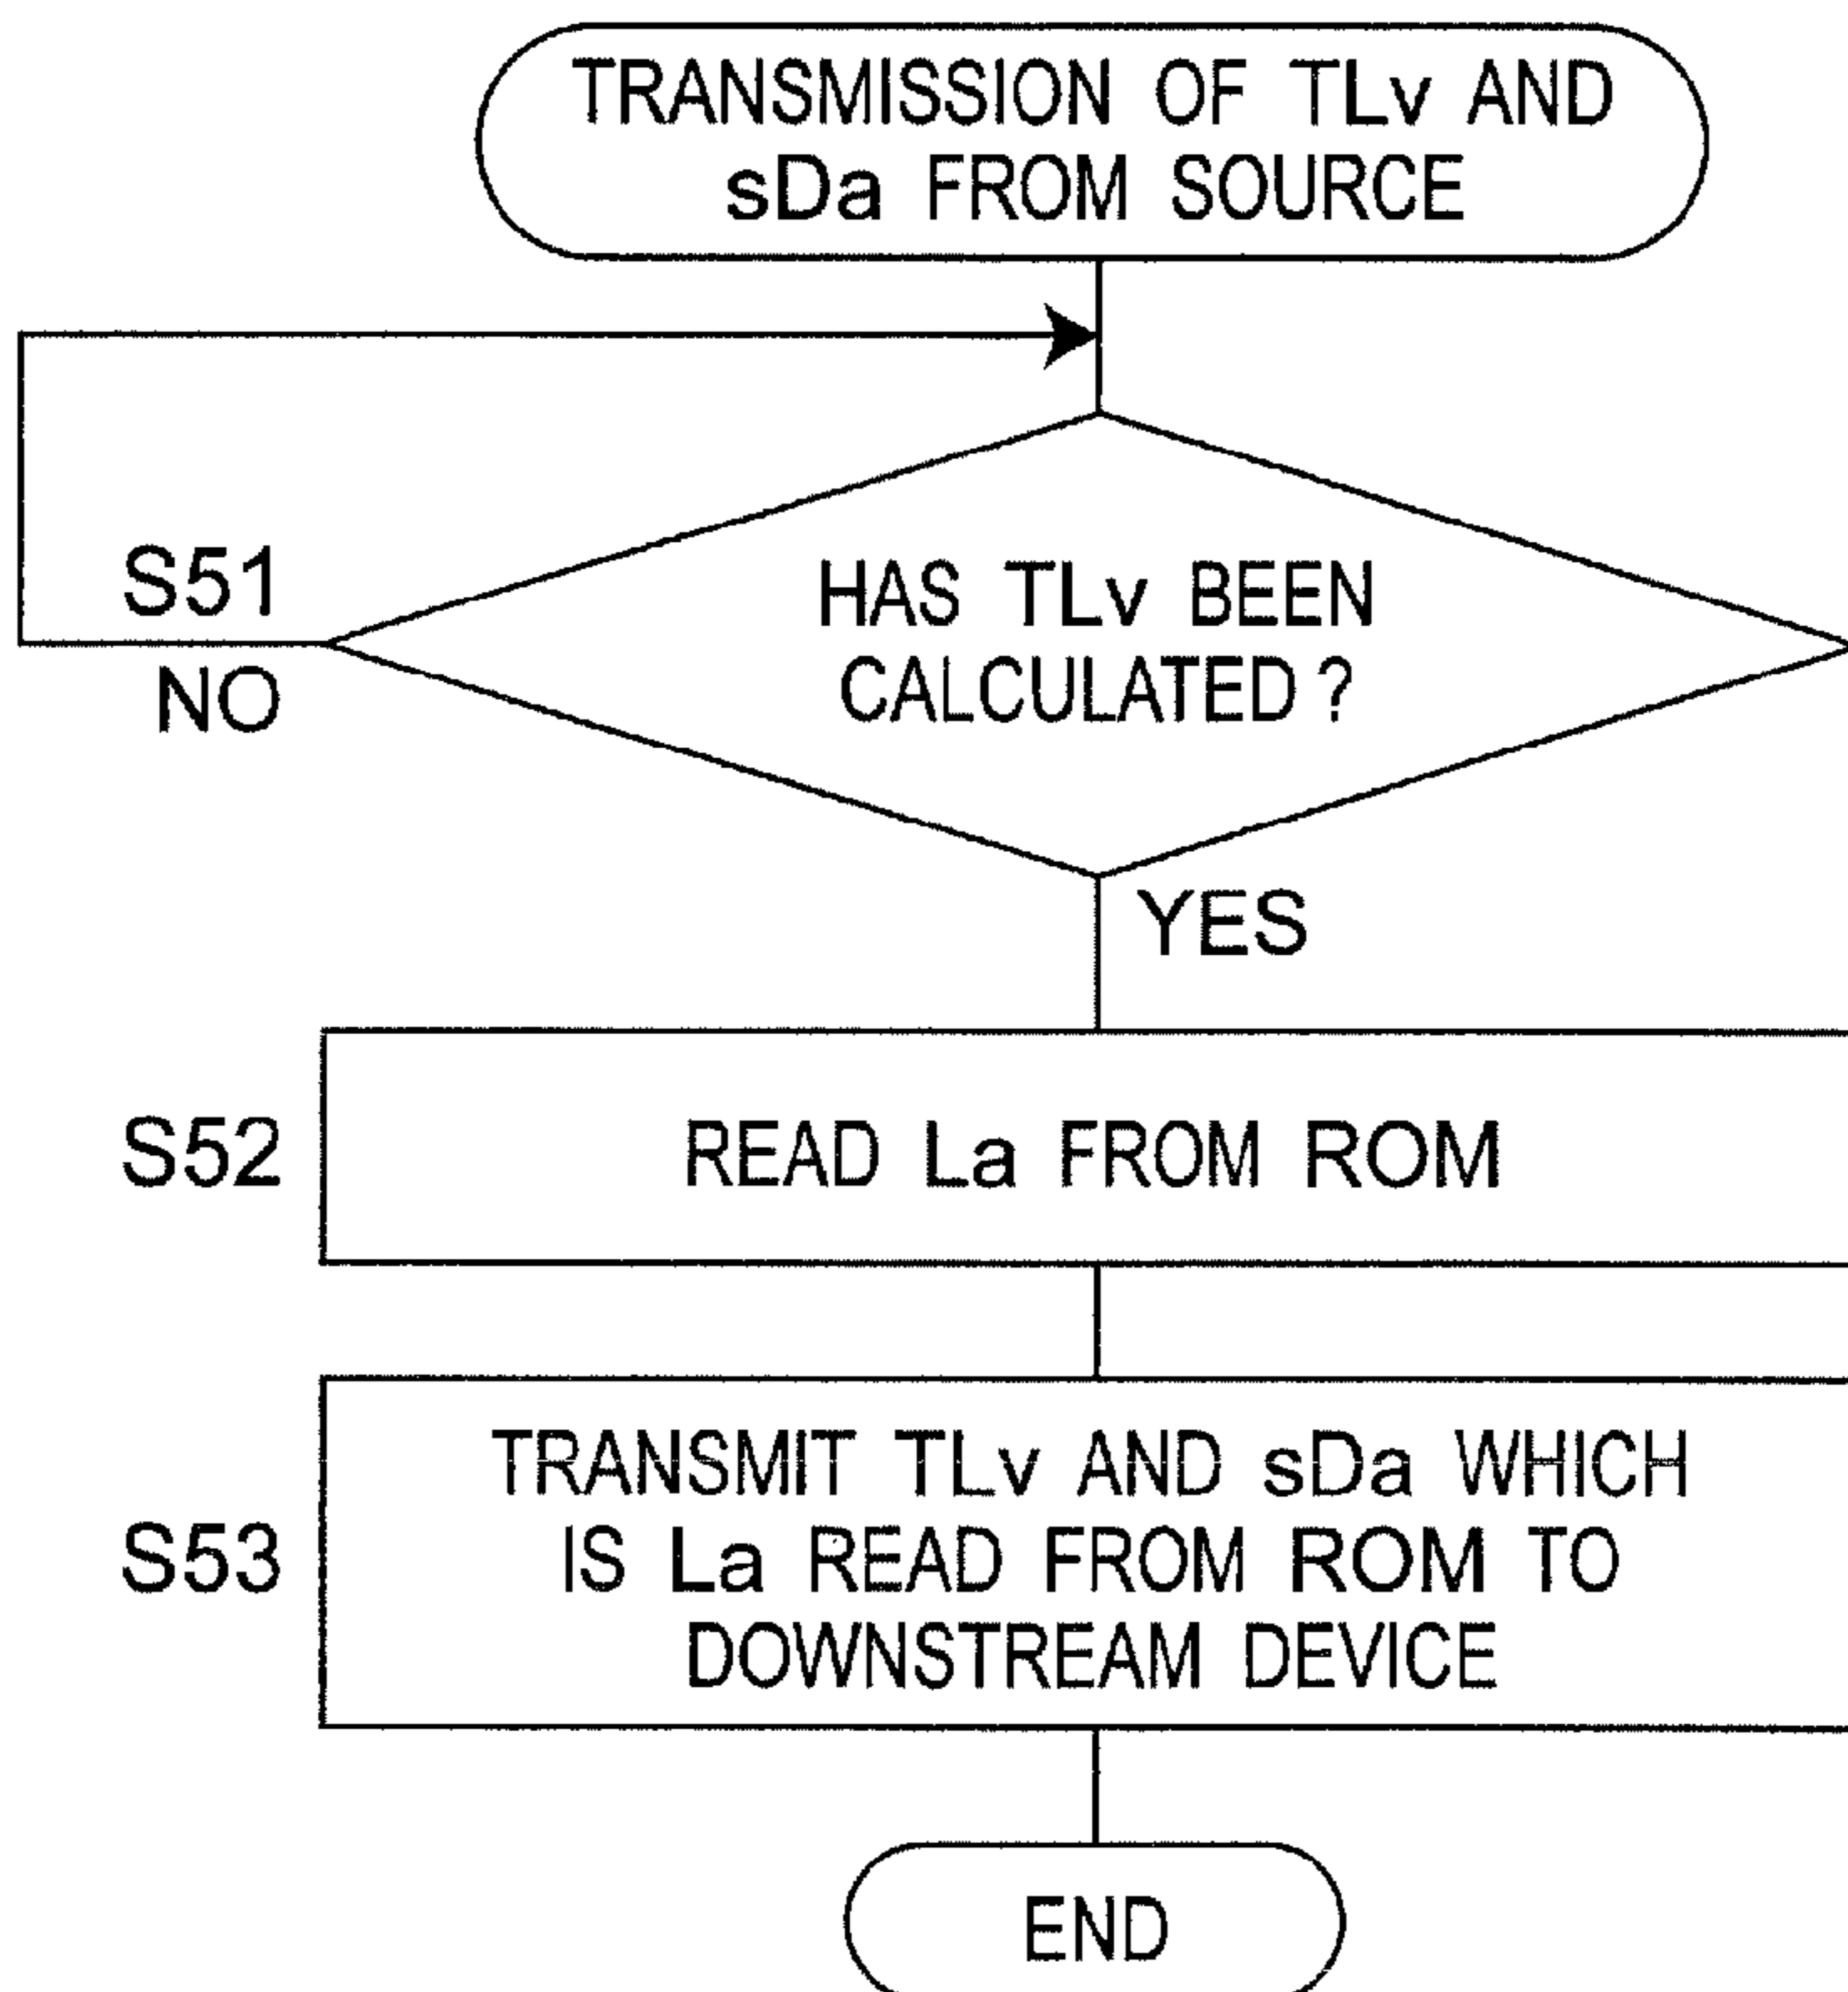 TRANSMISSION OF TLv AND
sDa FROM SOURCE
S51
NO
HAS TLv BEEN
CALCULATED ?
YES
S52
READ La FROM ROM
S53
TRANSMIT TLv AND sDa WHICH
IS La READ FROM ROM TO
DOWNSTREAM DEVICE
END